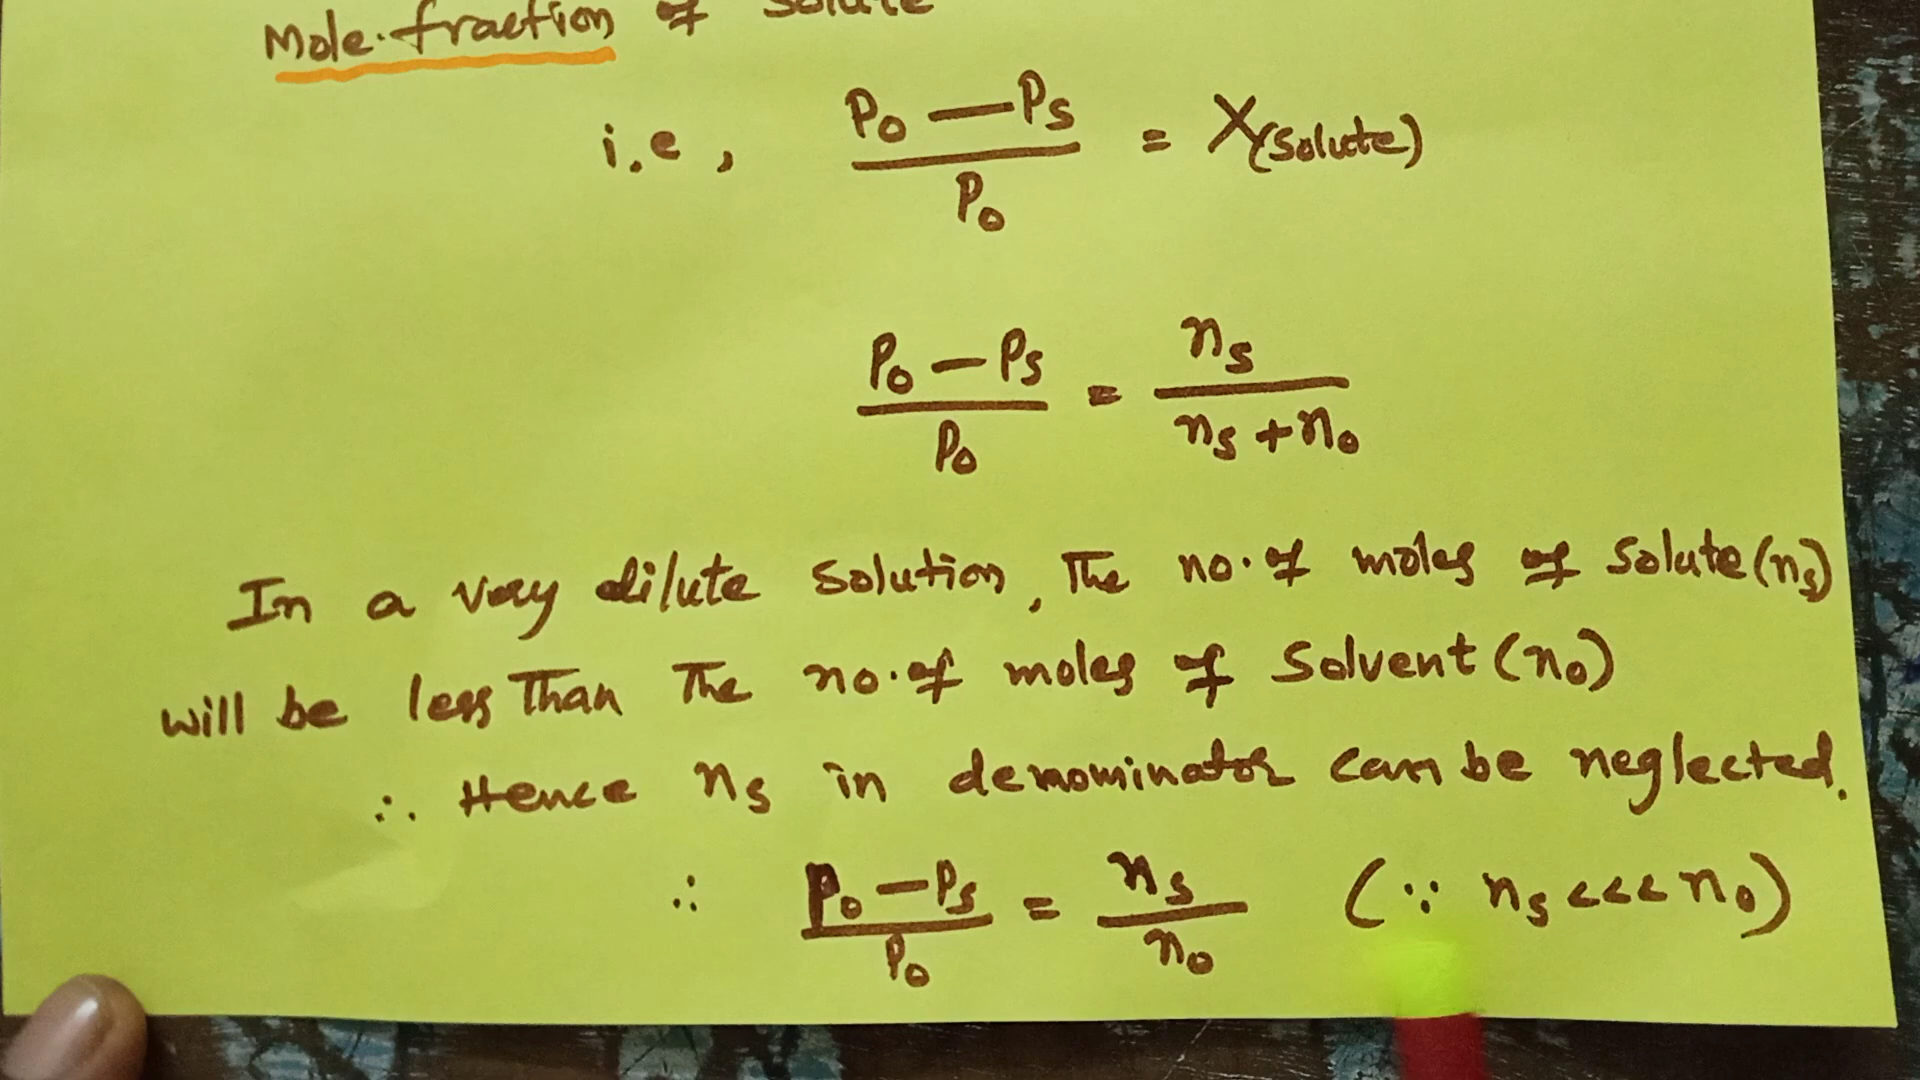 Mole. fraction of Solute
i.e, P₀ — Pₛ / P₀ = X(Solute)
P₀ — Pₛ / P₀ = nₛ / nₛ + n₀
In a very dilute Solution, The no. of moles of Solute (nₛ)
will be less Than The no. of moles of Solvent (n₀)
∴ Hence nₛ in denominator can be neglected.
∴ P₀ — Pₛ / P₀ = nₛ / n₀ (∵ nₛ <<< n₀)